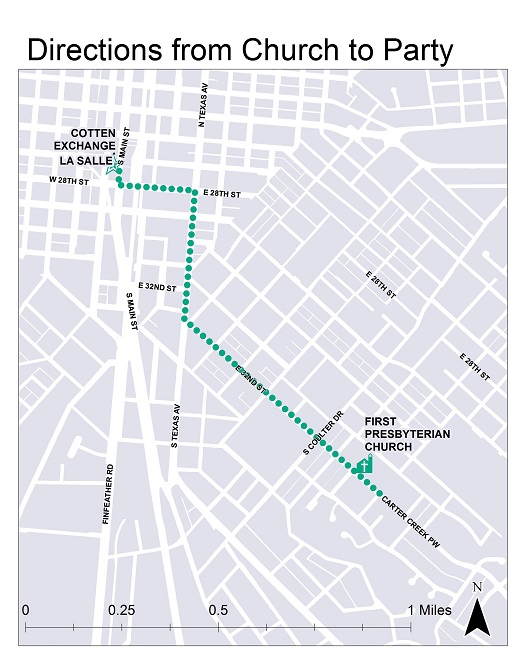 Directions from Church to Party
N TEXAS AV
COTTEN
EXCHANGE
LA SALLE
S MAIN ST
W 28TH ST
E 28TH ST
E 32ND ST
E 28TH ST
S MAIN ST
E 28TH ST
E 32ND ST
S TEXAS AV
S COULTER DR
FIRST
PRESBYTERIAN
CHURCH
FINFEATHER RD
CARTER CREEK PW
N
0 0.25 0.5 1 Miles